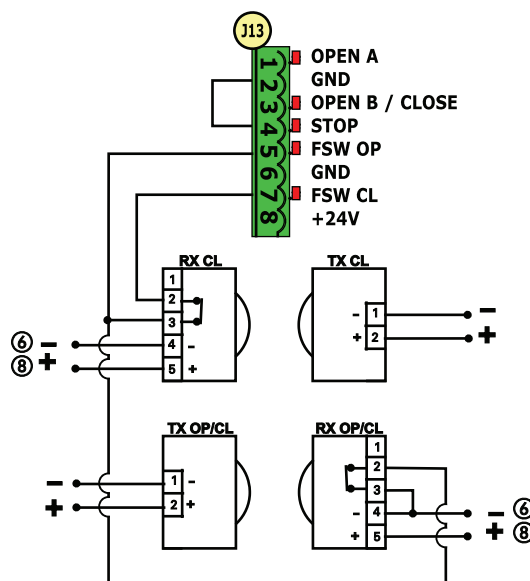 J13
1 OPEN A
2 GND
3 OPEN B / CLOSE
4 STOP
5 FSW OP
6 GND
7 FSW CL
8 +24V
RX CL
TX CL
1
2
3
4 -
5 +
6 -
8 +
- 1 -
+ 2 +
TX OP/CL
RX OP/CL
- 1 -
+ 2 +
1
2
3
- 4 - 6
+ 5 + 8